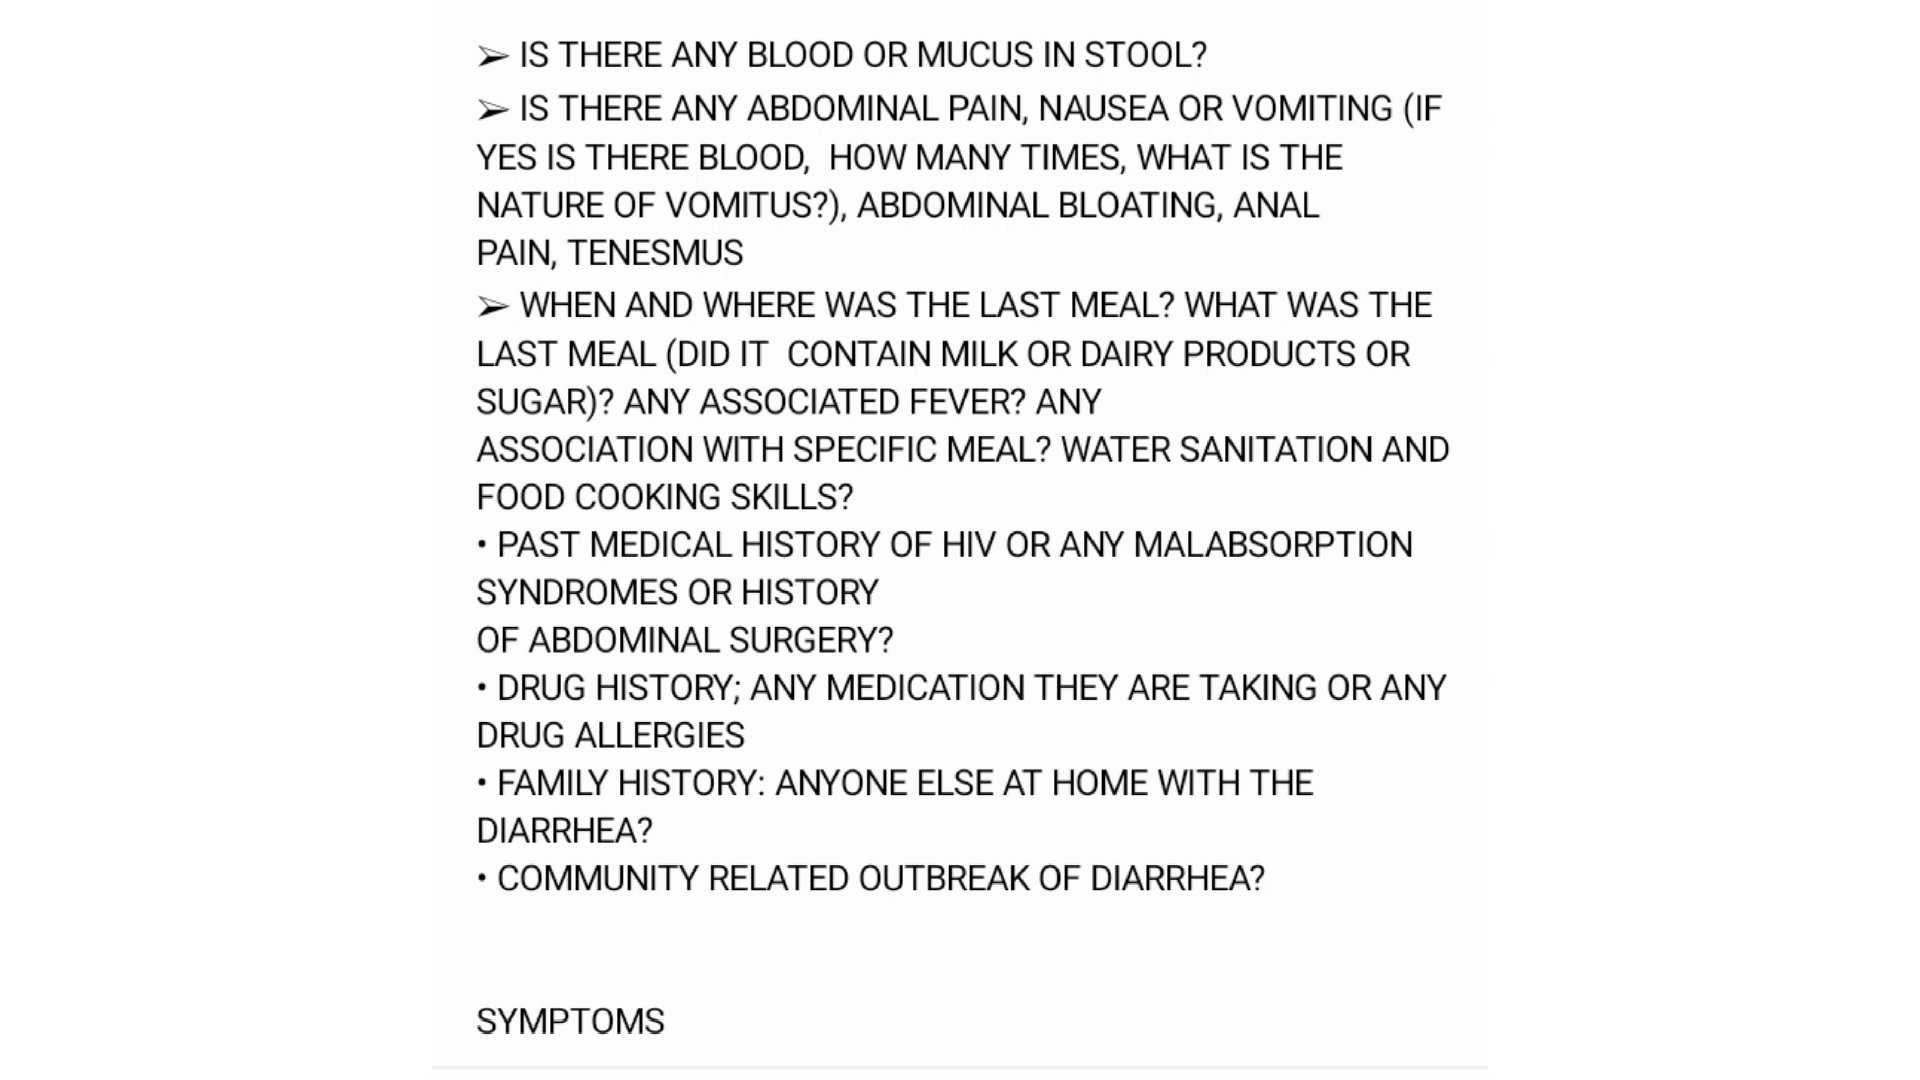 ➢ IS THERE ANY BLOOD OR MUCUS IN STOOL?
➢ IS THERE ANY ABDOMINAL PAIN, NAUSEA OR VOMITING (IF
YES IS THERE BLOOD,  HOW MANY TIMES, WHAT IS THE
NATURE OF VOMITUS?), ABDOMINAL BLOATING, ANAL
PAIN, TENESMUS
➢ WHEN AND WHERE WAS THE LAST MEAL? WHAT WAS THE
LAST MEAL (DID IT  CONTAIN MILK OR DAIRY PRODUCTS OR
SUGAR)? ANY ASSOCIATED FEVER? ANY
ASSOCIATION WITH SPECIFIC MEAL? WATER SANITATION AND
FOOD COOKING SKILLS?
• PAST MEDICAL HISTORY OF HIV OR ANY MALABSORPTION
SYNDROMES OR HISTORY
OF ABDOMINAL SURGERY?
• DRUG HISTORY; ANY MEDICATION THEY ARE TAKING OR ANY
DRUG ALLERGIES
• FAMILY HISTORY: ANYONE ELSE AT HOME WITH THE
DIARRHEA?
• COMMUNITY RELATED OUTBREAK OF DIARRHEA?
SYMPTOMS